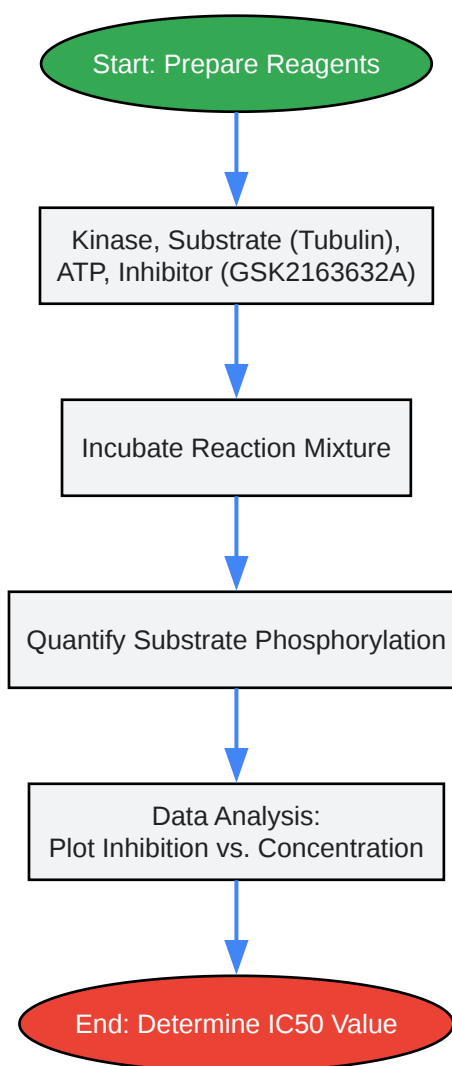 Start: Prepare Reagents
Kinase, Substrate (Tubulin),
ATP, Inhibitor (GSK2163632A)
Incubate Reaction Mixture
Quantify Substrate Phosphorylation
Data Analysis:
Plot Inhibition vs. Concentration
End: Determine IC50 Value